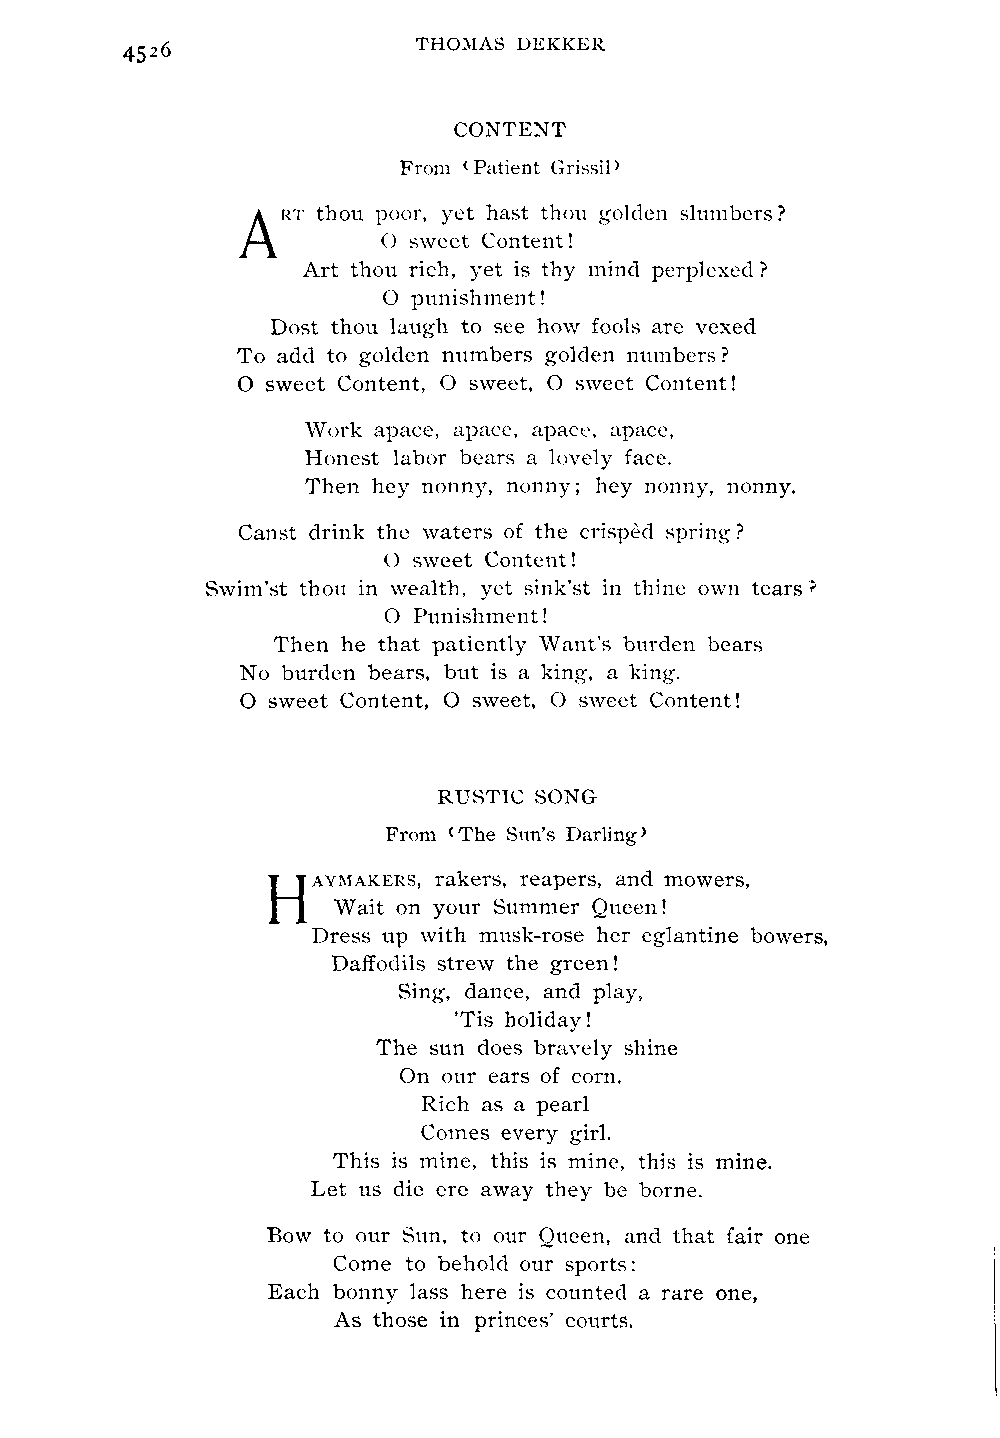 4526
THOMAS DEKKER
CONTENT
From ‹Patient Grissil›
ART thou poor, yet hast thou golden slumbers?
O sweet Content!
Art thou rich, yet is thy mind perplexed?
O punishment!
Dost thou laugh to see how fools are vexed
To add to golden numbers golden numbers?
O sweet Content, O sweet, O sweet Content!
Work apace, apace, apace, apace,
Honest labor bears a lovely face.
Then hey nonny, nonny; hey nonny, nonny.
Canst drink the waters of the crispèd spring?
O sweet Content!
Swim'st thou in wealth, yet sink'st in thine own tears?
O Punishment!
Then he that patiently Want's burden bears
No burden bears, but is a king, a king.
O sweet Content, O sweet, O sweet Content!
RUSTIC SONG
From ‹The Sun's Darling›
HAYMAKERS, rakers, reapers, and mowers,
Wait on your Summer Queen!
Dress up with musk-rose her eglantine bowers,
Daffodils strew the green!
Sing, dance, and play,
'Tis holiday!
The sun does bravely shine
On our ears of corn.
Rich as a pearl
Comes every girl.
This is mine, this is mine, this is mine.
Let us die ere away they be borne.
Bow to our Sun, to our Queen, and that fair one
Come to behold our sports:
Each bonny lass here is counted a rare one,
As those in princes' courts.